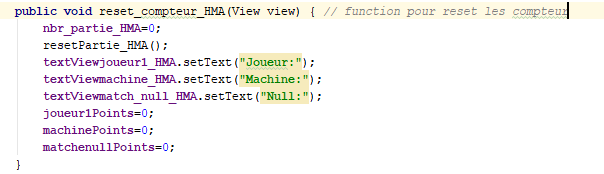 public void reset_compteur_HMA(View view) { // function pour reset les compteur
nbr_partie_HMA=0;
resetPartie_HMA();
textViewjoueur1_HMA.setText("Joueur:");
textViewmachine_HMA.setText("Machine:");
textViewmatch_null_HMA.setText("Null:");
joueur1Points=0;
machinePoints=0;
matchenullPoints=0;
}